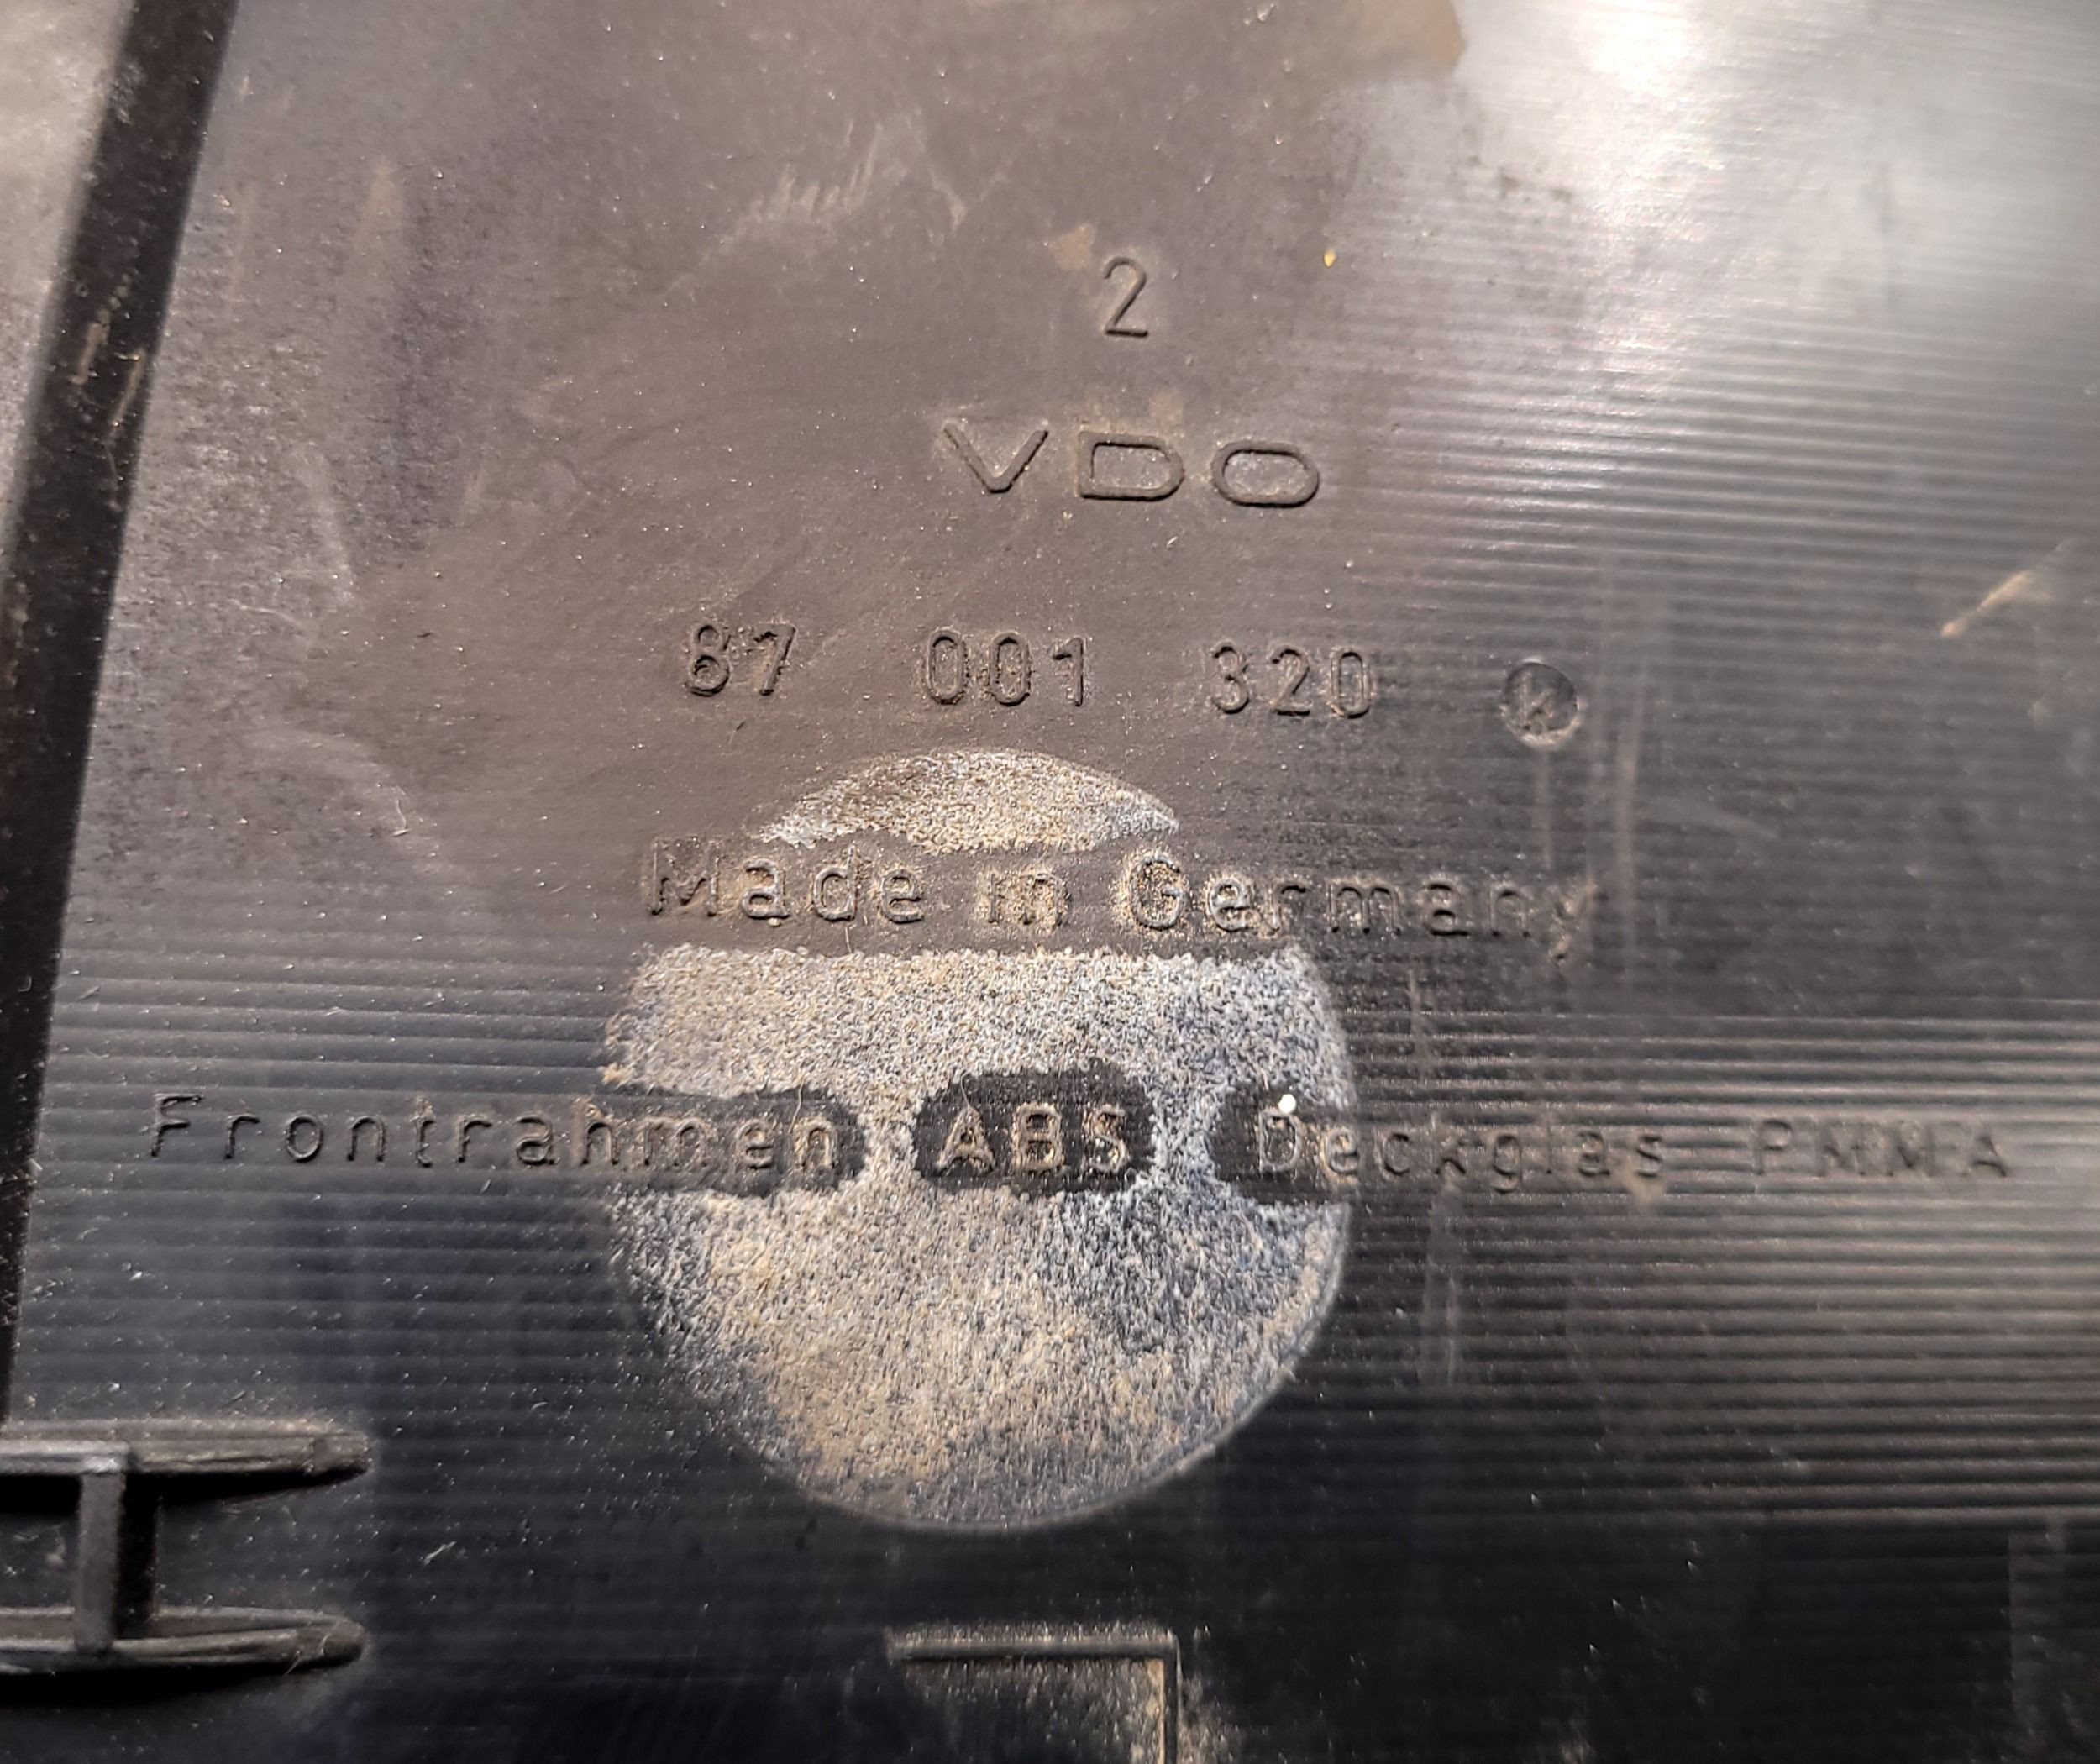 2
VDO
87 001 320 k
Made in Germany
Frontrahmen ABS Deckglas PMMA